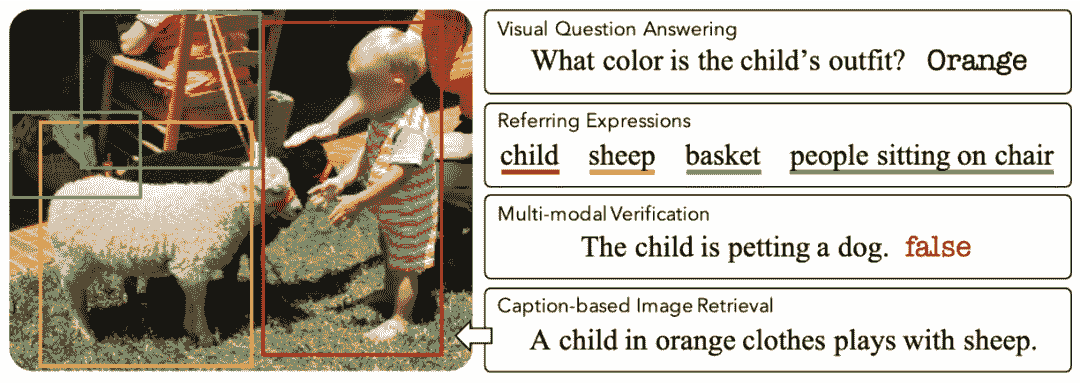 Visual Question Answering
What color is the child's outfit? Orange
Referring Expressions
child sheep basket people sitting on chair
Multi-modal Verification
The child is petting a dog. false
Caption-based Image Retrieval
A child in orange clothes plays with sheep.